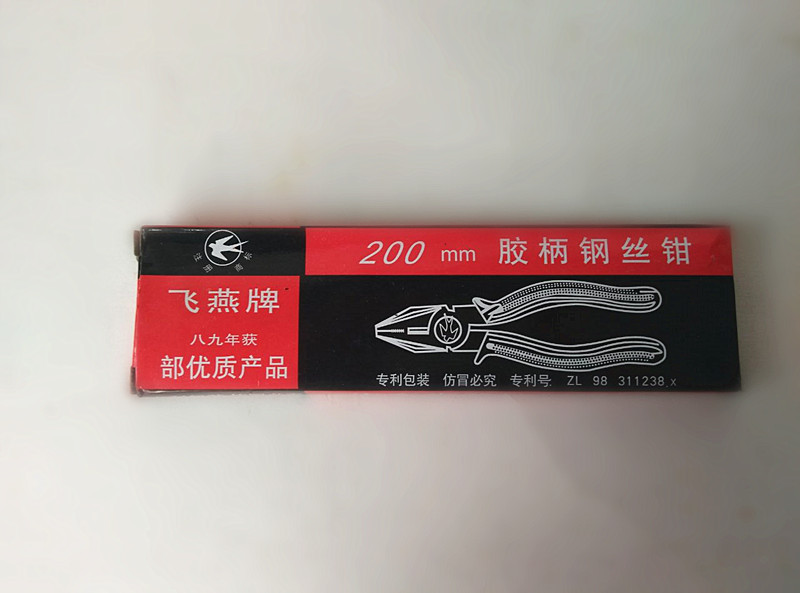 注册商标
200 mm 胶柄钢丝钳
飞燕牌
八九年获
部优质产品
专利包装 仿冒必究 专利号: ZL 98 311238.x